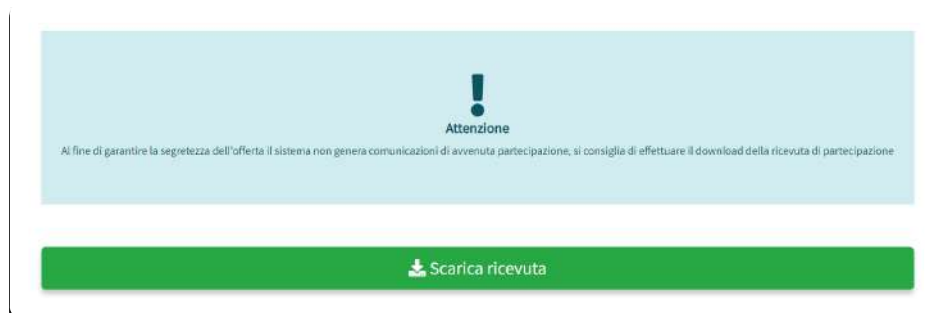 Attenzione
Al fine di garantire la segretezza dell'offerta il sistema non genera comunicazioni di avvenuta partecipazione, si consiglia di effettuare il download della ricevuta di partecipazione
Scarica ricevuta